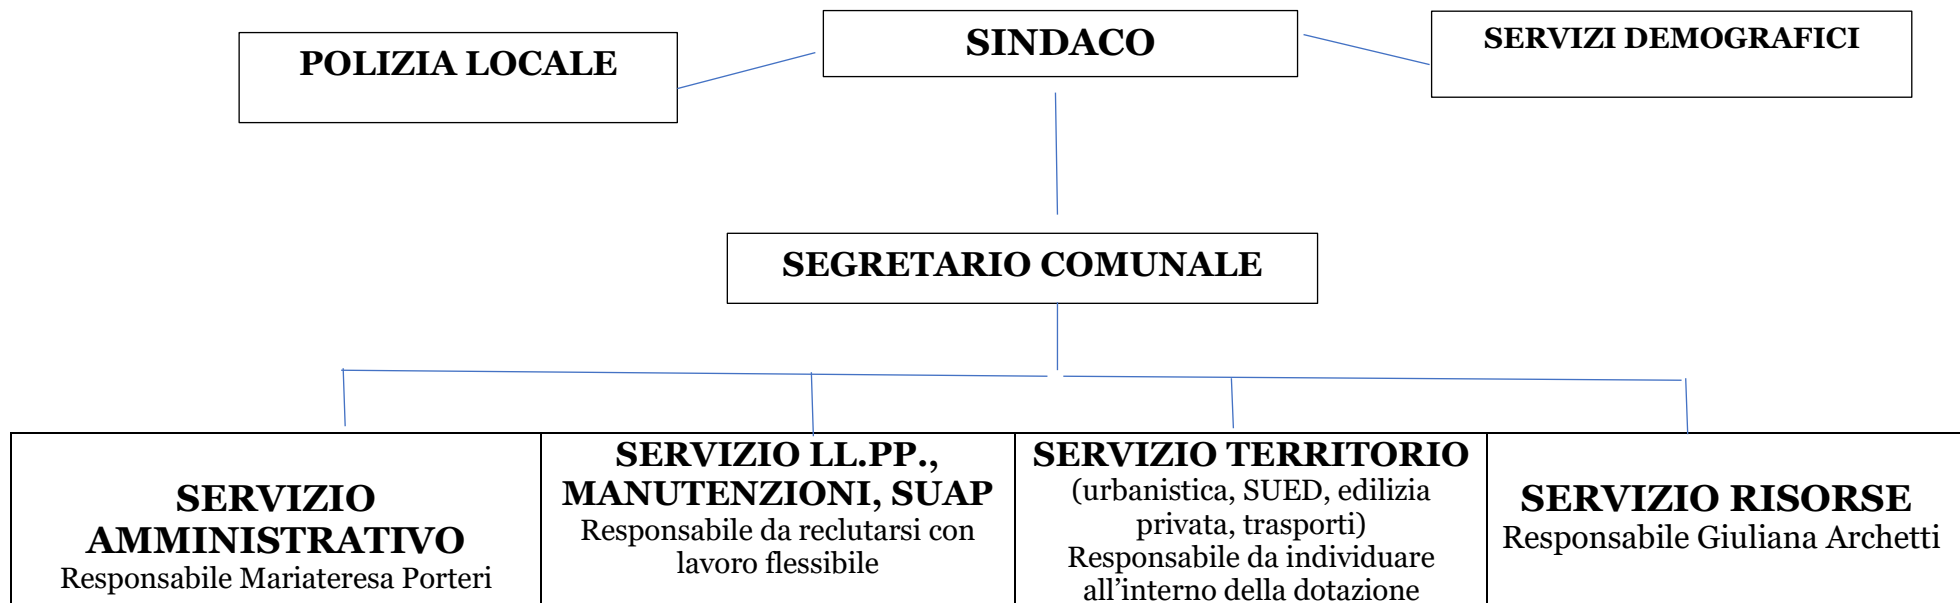 POLIZIA LOCALE
SINDACO
SERVIZI DEMOGRAFICI
SEGRETARIO COMUNALE
SERVIZIO
AMMINISTRATIVO
Responsabile Mariateresa Porteri
SERVIZIO LL.PP.,
MANUTENZIONI, SUAP
Responsabile da reclutarsi con
lavoro flessibile
SERVIZIO TERRITORIO
(urbanistica, SUED, edilizia
privata, trasporti)
Responsabile da individuare
all'interno della dotazione
SERVIZIO RISORSE
Responsabile Giuliana Archetti